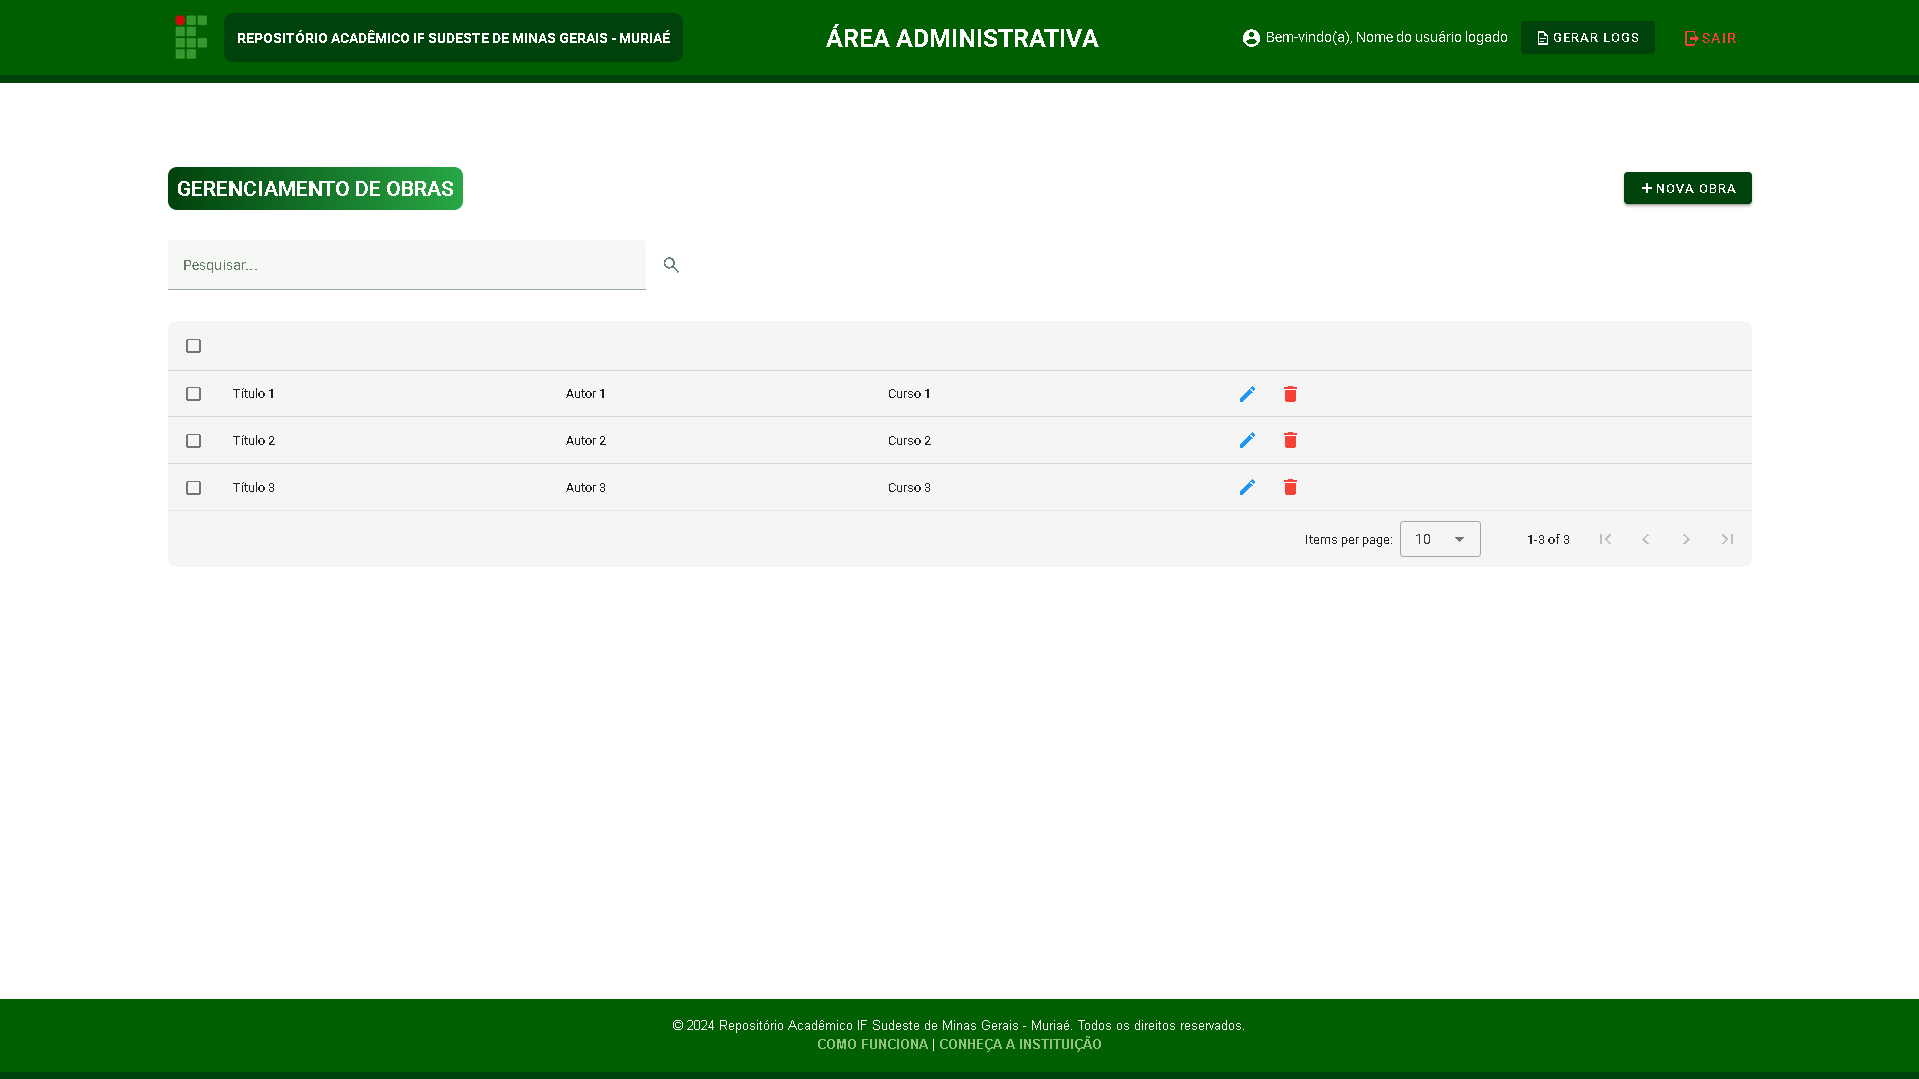 REPOSITÓRIO ACADÊMICO IF SUDESTE DE MINAS GERAIS - MURIAÉ
ÁREA ADMINISTRATIVA
Bem-vindo(a), Nome do usuário logado
GERAR LOGS
SAIR
GERENCIAMENTO DE OBRAS
NOVA OBRA
Pesquisar...
Título 1 Autor 1 Curso 1
Título 2 Autor 2 Curso 2
Título 3 Autor 3 Curso 3
Items per page: 10 1-3 of 3
© 2024 Repositório Acadêmico IF Sudeste de Minas Gerais - Muriaé. Todos os direitos reservados.
COMO FUNCIONA | CONHEÇA A INSTITUIÇÃO